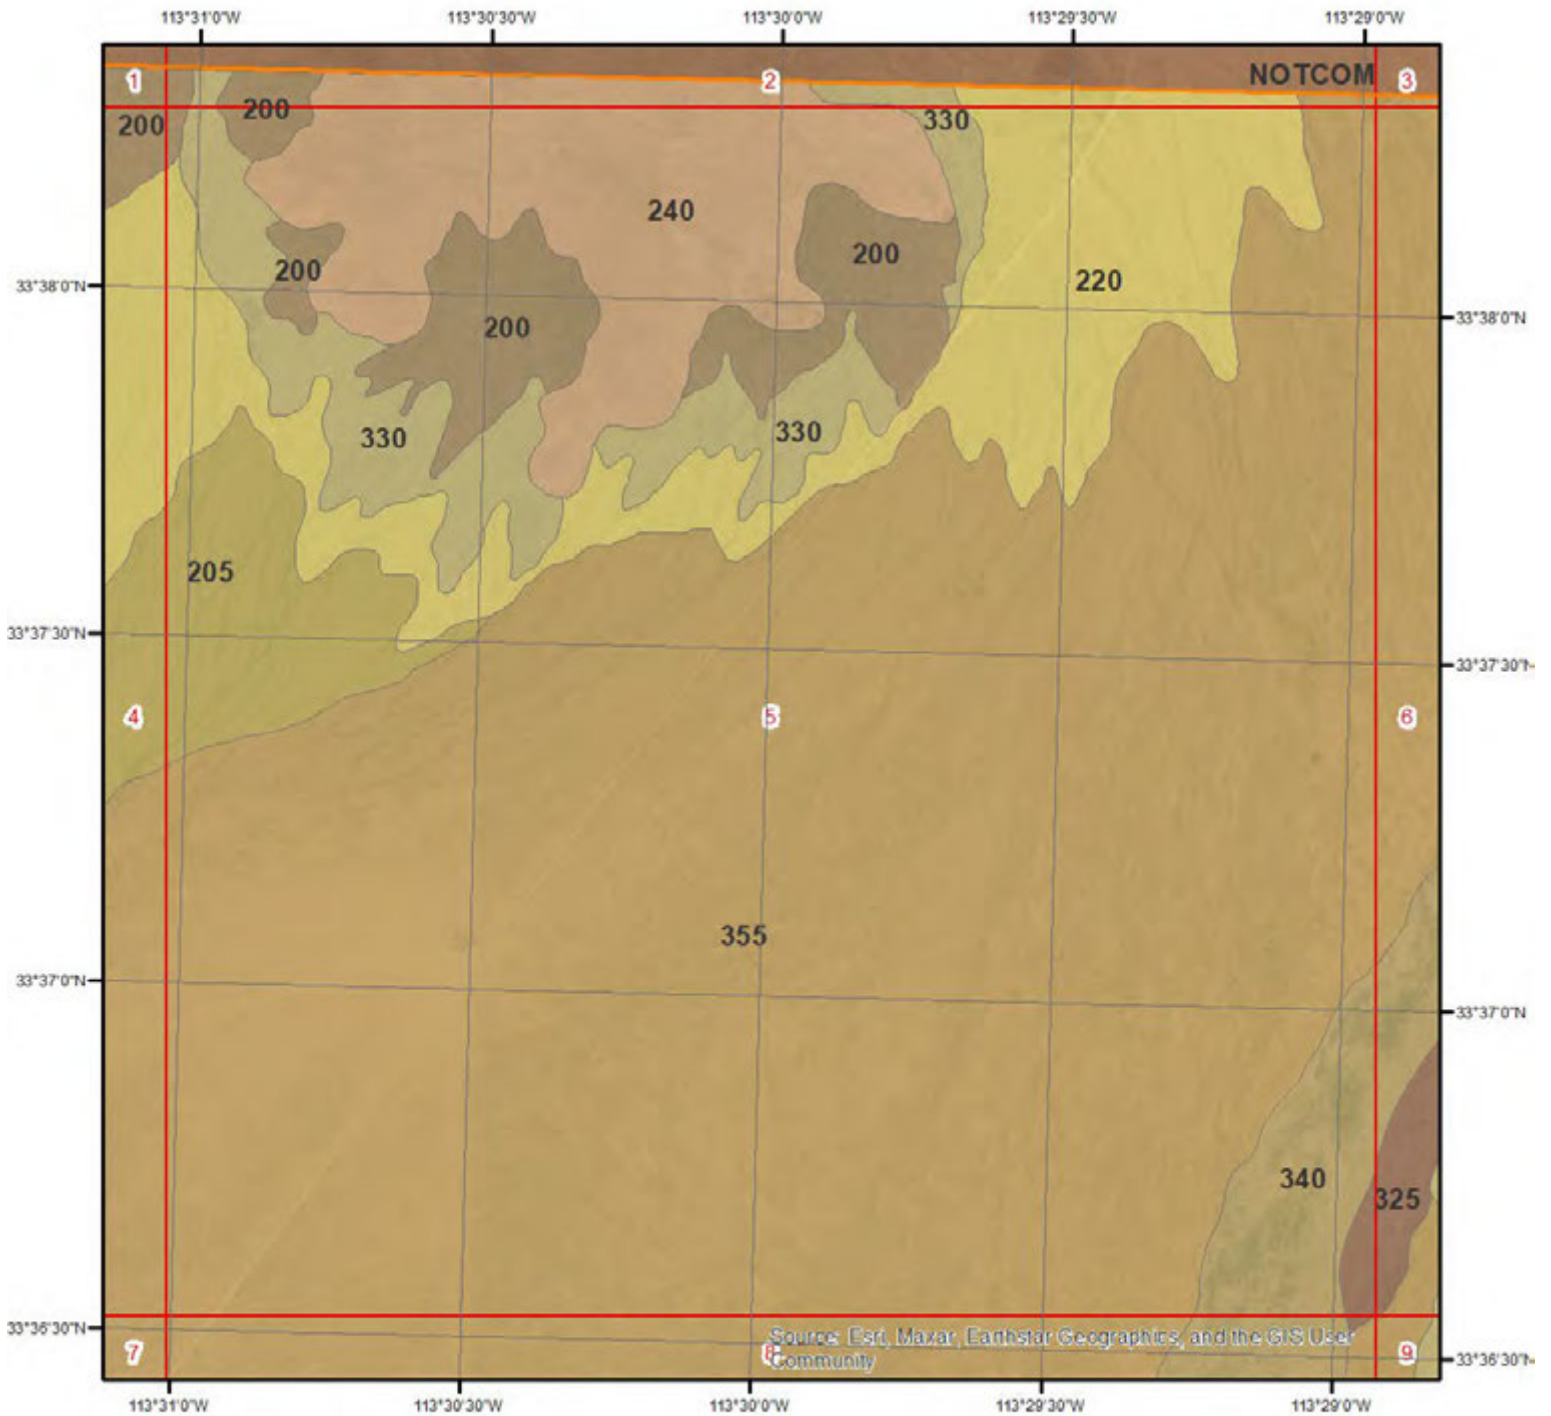 113°31'0"W 113°30'30"W 113°30'0"W 113°29'30"W 113°29'0"W
1 2 NOTCOM 3
200 200 330
240
200 200 220
33°38'0"N 33°38'0"N
200
330 330
205
33°37'30"N 33°37'30"N
4 5 6
355
33°37'0"N 33°37'0"N
340 325
33°36'30"N Source: Esri, Maxar, Earthstar Geographics, and the GIS User
7 8 Community 9 33°36'30"N
113°31'0"W 113°30'30"W 113°30'0"W 113°29'30"W 113°29'0"W